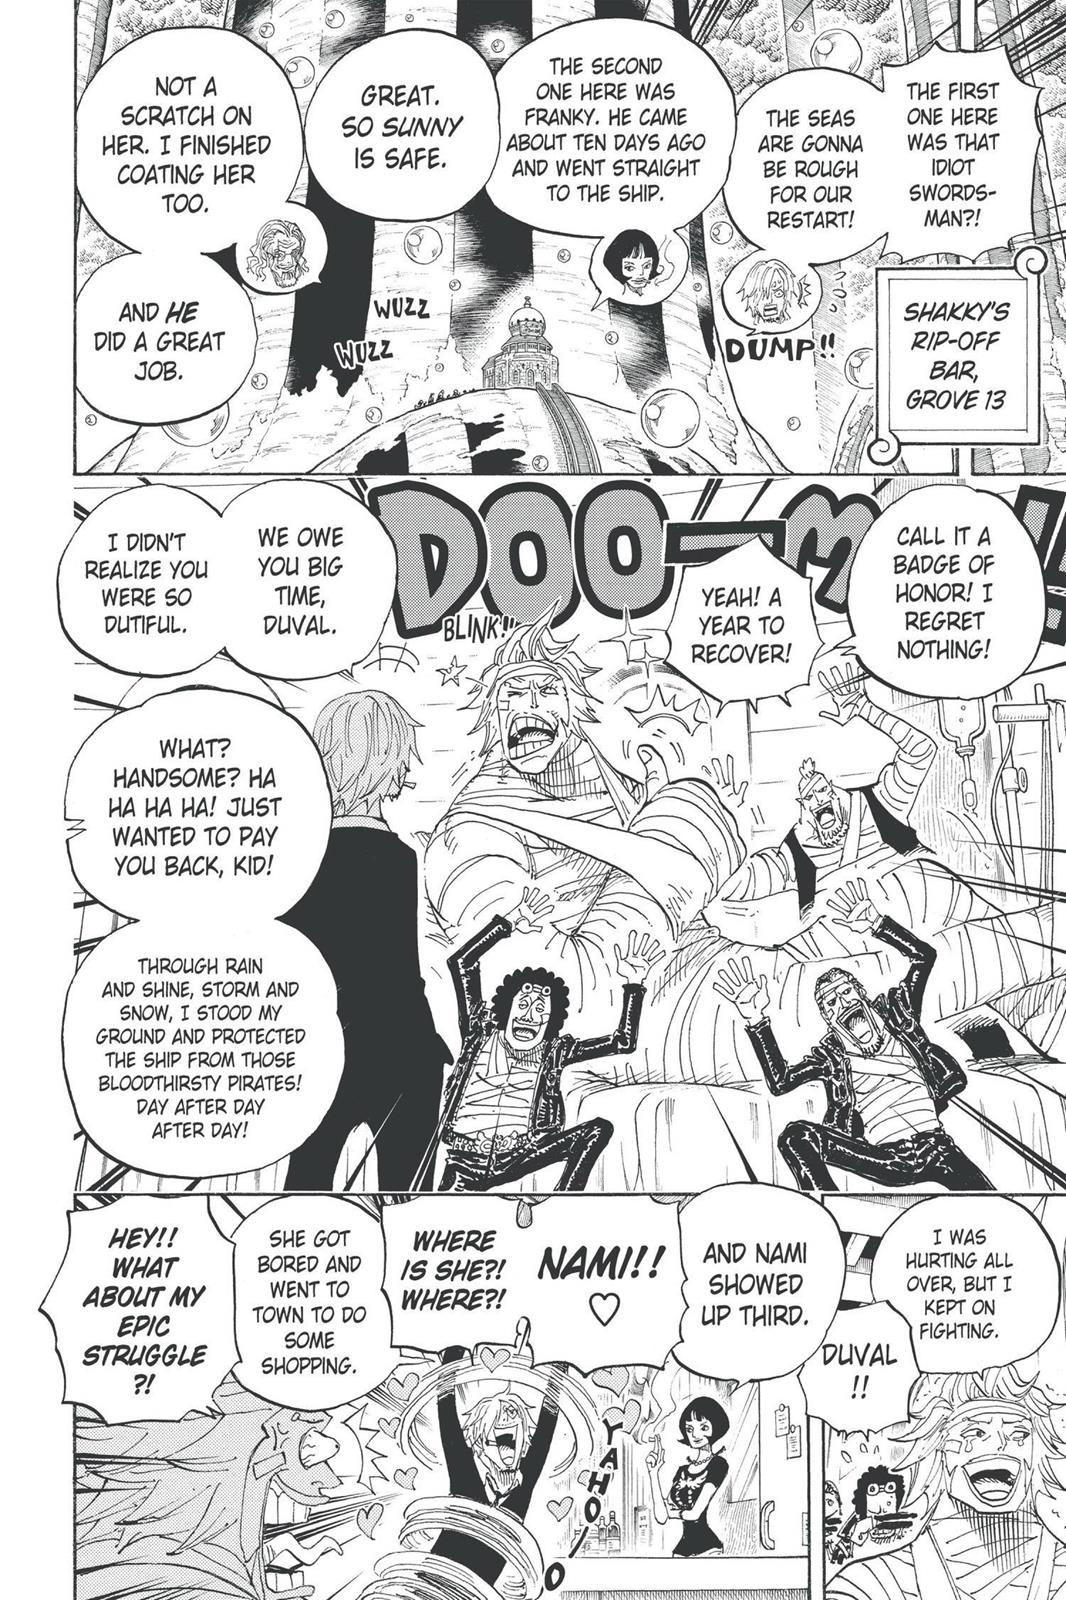 THE FIRST
ONE HERE
WAS THAT
IDIOT
SWORDS-
MAN?!
THE SEAS
ARE GONNA
BE ROUGH
FOR OUR
RESTART!
SHAKKY'S
RIP-OFF
BAR,
GROVE 13
DUMP!!
THE SECOND
ONE HERE WAS
FRANKY. HE CAME
ABOUT TEN DAYS AGO
AND WENT STRAIGHT
TO THE SHIP.
GREAT.
SO SUNNY
IS SAFE.
NOT A
SCRATCH ON
HER. I FINISHED
COATING HER
TOO.
AND HE
DID A GREAT
JOB.
WUZZ
WUZZ
CALL IT A
BADGE OF
HONOR! I
REGRET
NOTHING!
YEAH! A
YEAR TO
RECOVER!
BLINK!!
WE OWE
YOU BIG
TIME,
DUVAL.
I DIDN'T
REALIZE YOU
WERE SO
DUTIFUL.
WHAT?
HANDSOME? HA
HA HA HA! JUST
WANTED TO PAY
YOU BACK, KID!
THROUGH RAIN
AND SHINE, STORM AND
SNOW, I STOOD MY
GROUND AND PROTECTED
THE SHIP FROM THOSE
BLOODTHIRSTY PIRATES!
DAY AFTER DAY
AFTER DAY!
I WAS
HURTING ALL
OVER, BUT I
KEPT ON
FIGHTING.
DUVAL
!!
AND NAMI
SHOWED
UP THIRD.
NAMI!!
♡
WHERE
IS SHE?!
WHERE?!
YAHO
O
SHE GOT
BORED AND
WENT TO
TOWN TO DO
SOME
SHOPPING.
HEY!!
WHAT
ABOUT MY
EPIC
STRUGGLE
?!